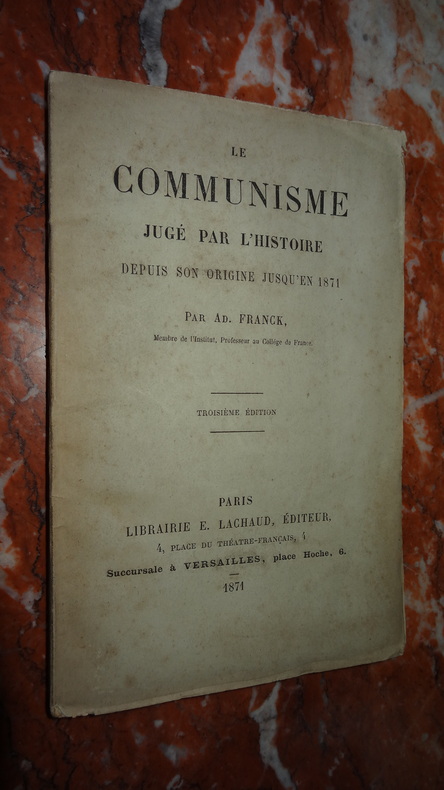 LE
COMMUNISME
JUGÉ PAR L'HISTOIRE
DEPUIS SON ORIGINE JUSQU'EN 1871
PAR AD. FRANCK,
Membre de l'Institut, Professeur au Collége de France.
TROISIÈME ÉDITION
PARIS
LIBRAIRIE E. LACHAUD, ÉDITEUR,
4, PLACE DU THÉATRE-FRANÇAIS, 4
Succursale à VERSAILLES, place Hoche, 6.
1871